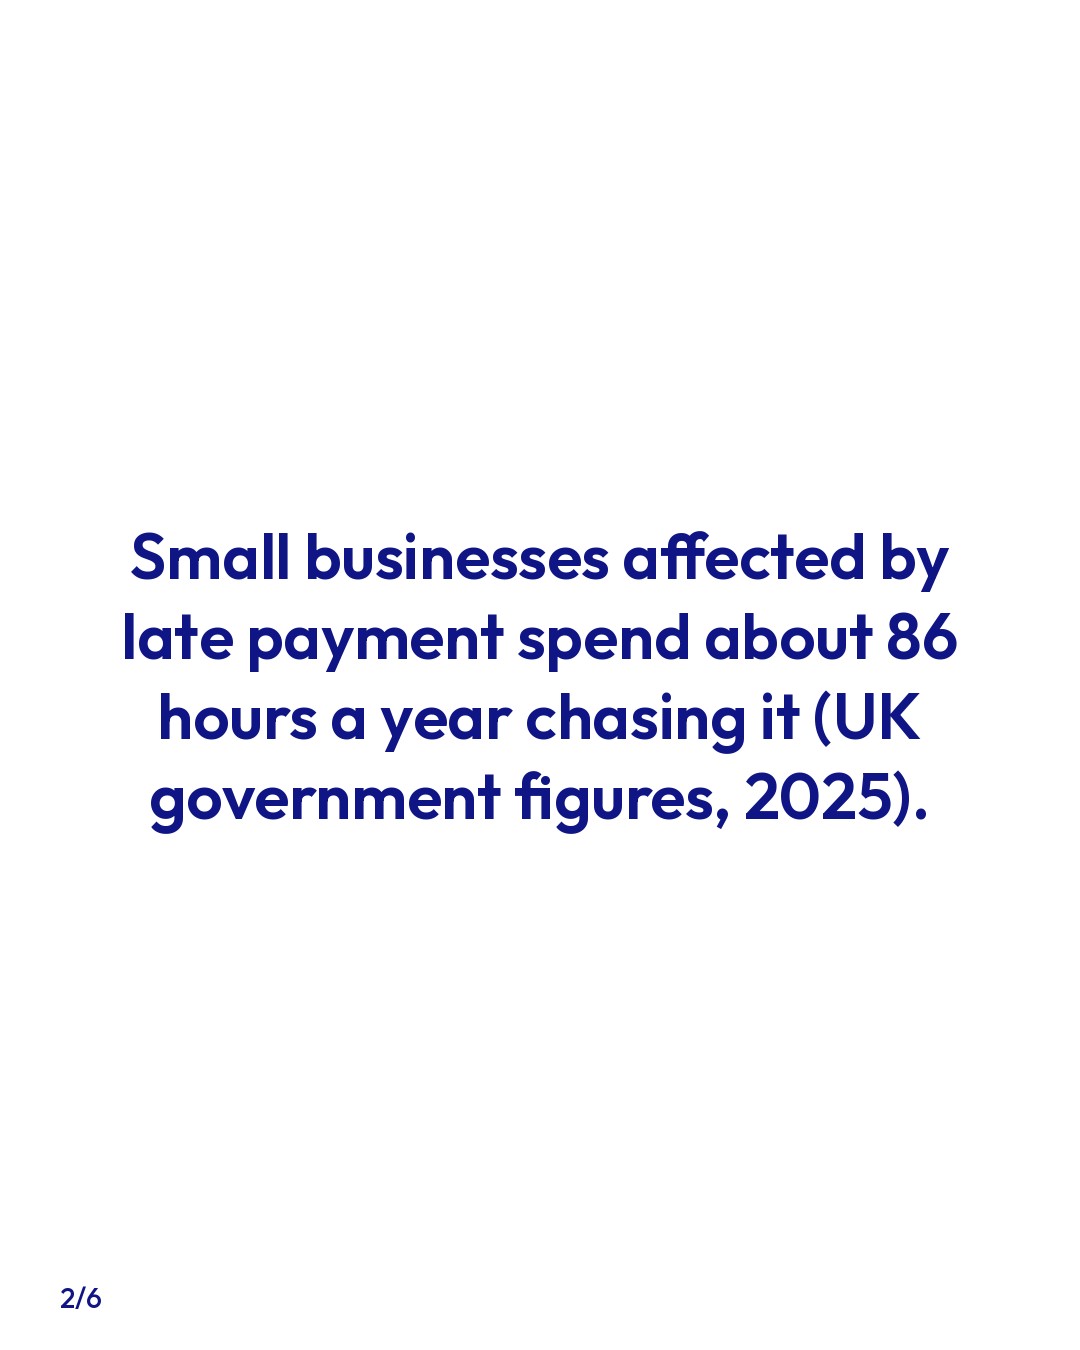 Small businesses affected by
late payment spend about 86
hours a year chasing it (UK
government figures, 2025).
2/6